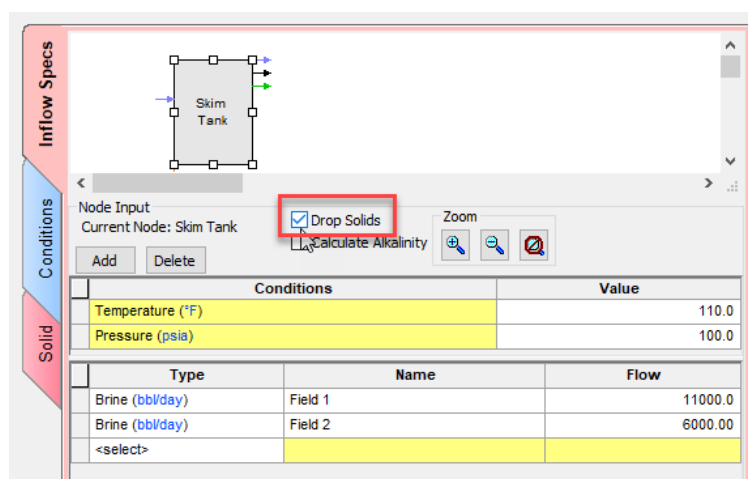 Inflow Specs
Conditions
Solid
Skim
Tank
Node Input
Current Node: Skim Tank
Add Delete
Drop Solids
Calculate Alkalinity
Zoom
Conditions Value
Temperature (°F) 110.0
Pressure (psia) 100.0
Type Name Flow
Brine (bbl/day) Field 1 11000.0
Brine (bbl/day) Field 2 6000.00
<select>